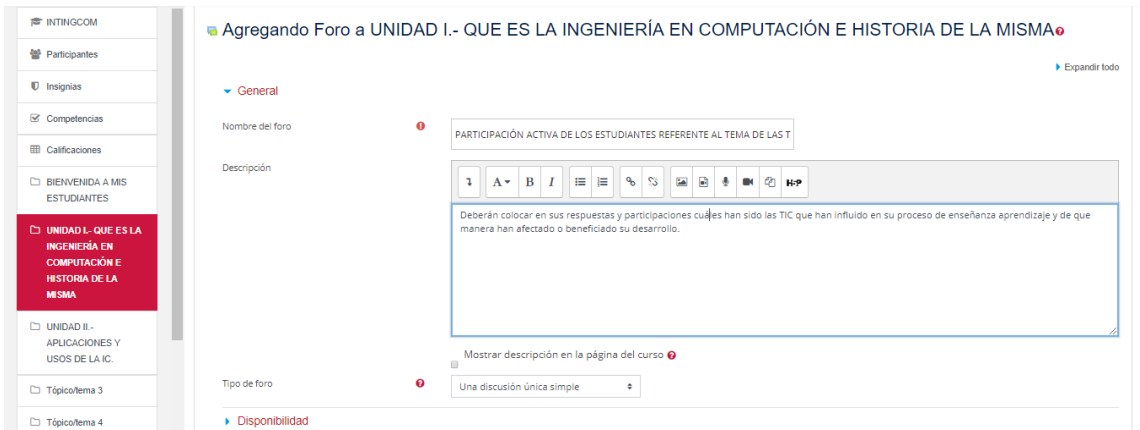 INTINGCOM
Participantes
Insignias
Competencias
Calificaciones
BIENVENIDA A MIS
ESTUDIANTES
UNIDAD I.- QUE ES LA
INGENIERÍA EN
COMPUTACIÓN E
HISTORIA DE LA
MISMA
UNIDAD II.-
APLICACIONES Y
USOS DE LA IC.
Tópico/tema 3
Tópico/tema 4
Agregando Foro a UNIDAD I.- QUE ES LA INGENIERÍA EN COMPUTACIÓN E HISTORIA DE LA MISMA
Expandir todo
General
Nombre del foro
PARTICIPACIÓN ACTIVA DE LOS ESTUDIANTES REFERENTE AL TEMA DE LAS T
Descripción
A B I H5P
Deberán colocar en sus respuestas y participaciones cuáles han sido las TIC que han influido en su proceso de enseñanza aprendizaje y de que
manera han afectado o beneficiado su desarrollo.
Mostrar descripción en la página del curso
Tipo de foro
Una discusión única simple
Disponibilidad